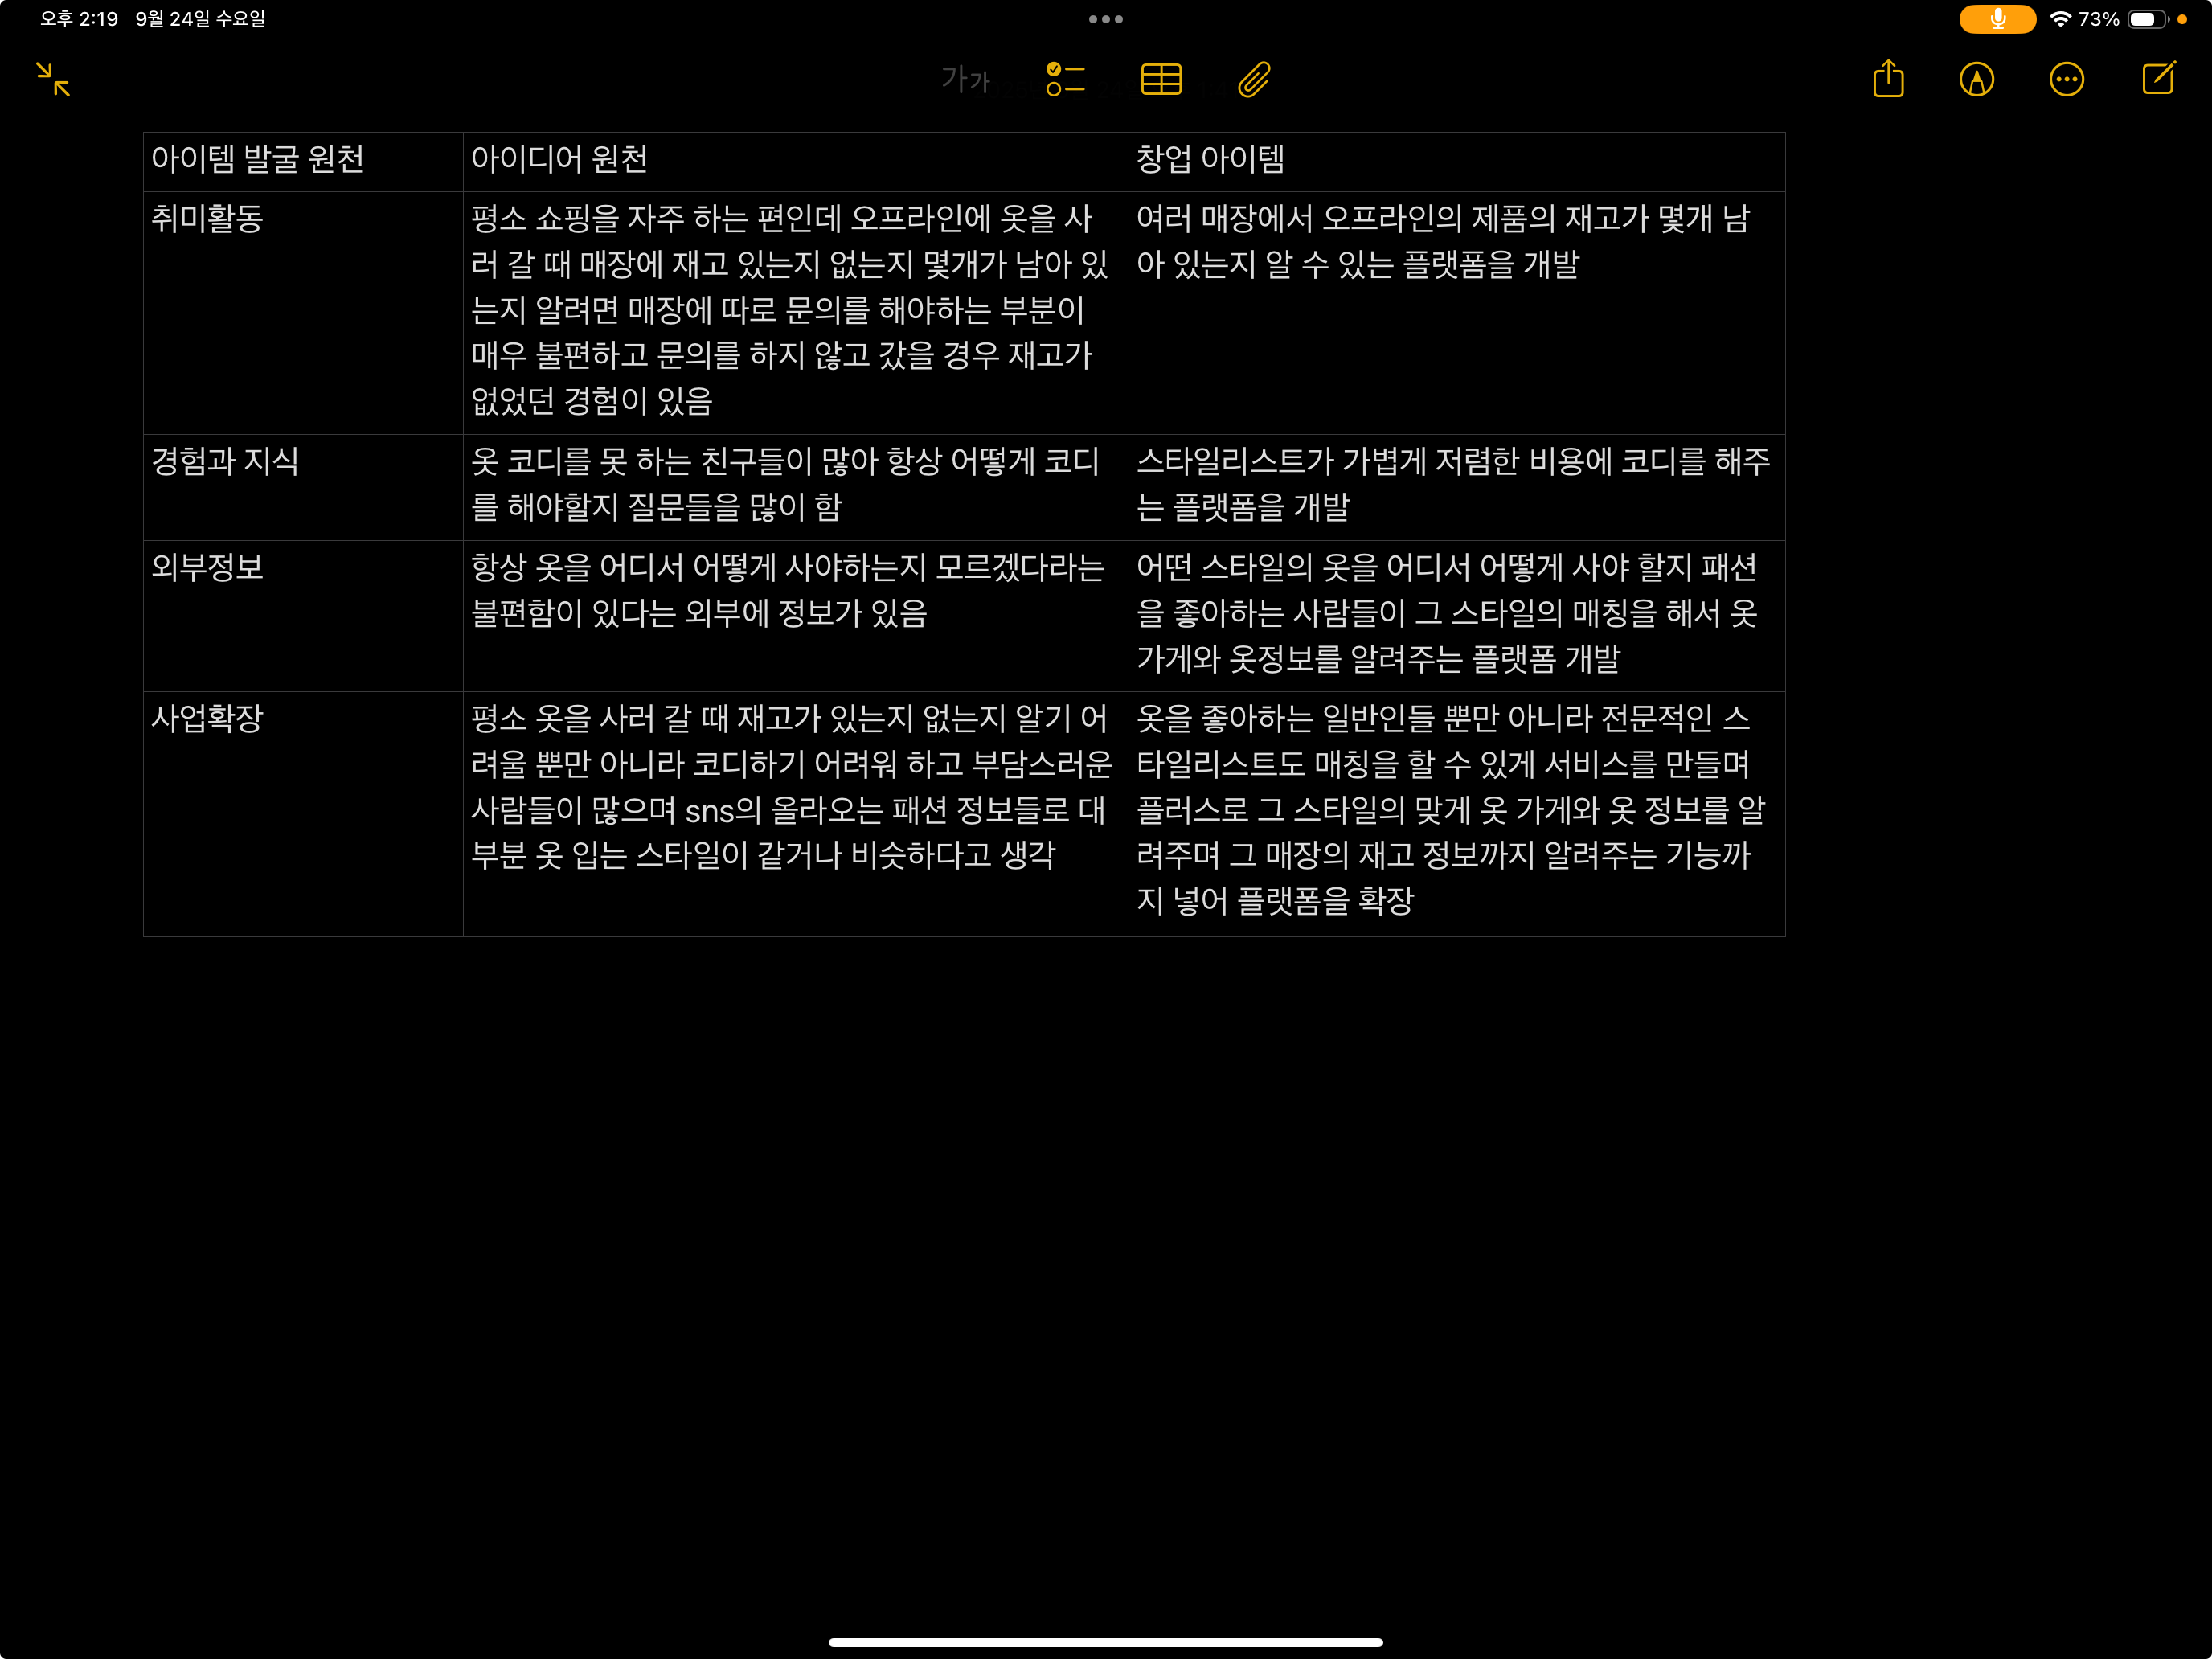 오후 2:19 9월 24일 수요일
73%
가가
아이템 발굴 원천
아이디어 원천
창업 아이템
취미활동
평소 쇼핑을 자주 하는 편인데 오프라인에 옷을 사
러 갈 때 매장에 재고 있는지 없는지 몇개가 남아 있
는지 알려면 매장에 따로 문의를 해야하는 부분이
매우 불편하고 문의를 하지 않고 갔을 경우 재고가
없었던 경험이 있음
여러 매장에서 오프라인의 제품의 재고가 몇개 남
아 있는지 알 수 있는 플랫폼을 개발
경험과 지식
옷 코디를 못 하는 친구들이 많아 항상 어떻게 코디
를 해야할지 질문들을 많이 함
스타일리스트가 가볍게 저렴한 비용에 코디를 해주
는 플랫폼을 개발
외부정보
항상 옷을 어디서 어떻게 사야하는지 모르겠다라는
불편함이 있다는 외부에 정보가 있음
어떤 스타일의 옷을 어디서 어떻게 사야 할지 패션
을 좋아하는 사람들이 그 스타일의 매칭을 해서 옷
가게와 옷정보를 알려주는 플랫폼 개발
사업확장
평소 옷을 사러 갈 때 재고가 있는지 없는지 알기 어
려울 뿐만 아니라 코디하기 어려워 하고 부담스러운
사람들이 많으며 sns의 올라오는 패션 정보들로 대
부분 옷 입는 스타일이 같거나 비슷하다고 생각
옷을 좋아하는 일반인들 뿐만 아니라 전문적인 스
타일리스트도 매칭을 할 수 있게 서비스를 만들며
플러스로 그 스타일의 맞게 옷 가게와 옷 정보를 알
려주며 그 매장의 재고 정보까지 알려주는 기능까
지 넣어 플랫폼을 확장